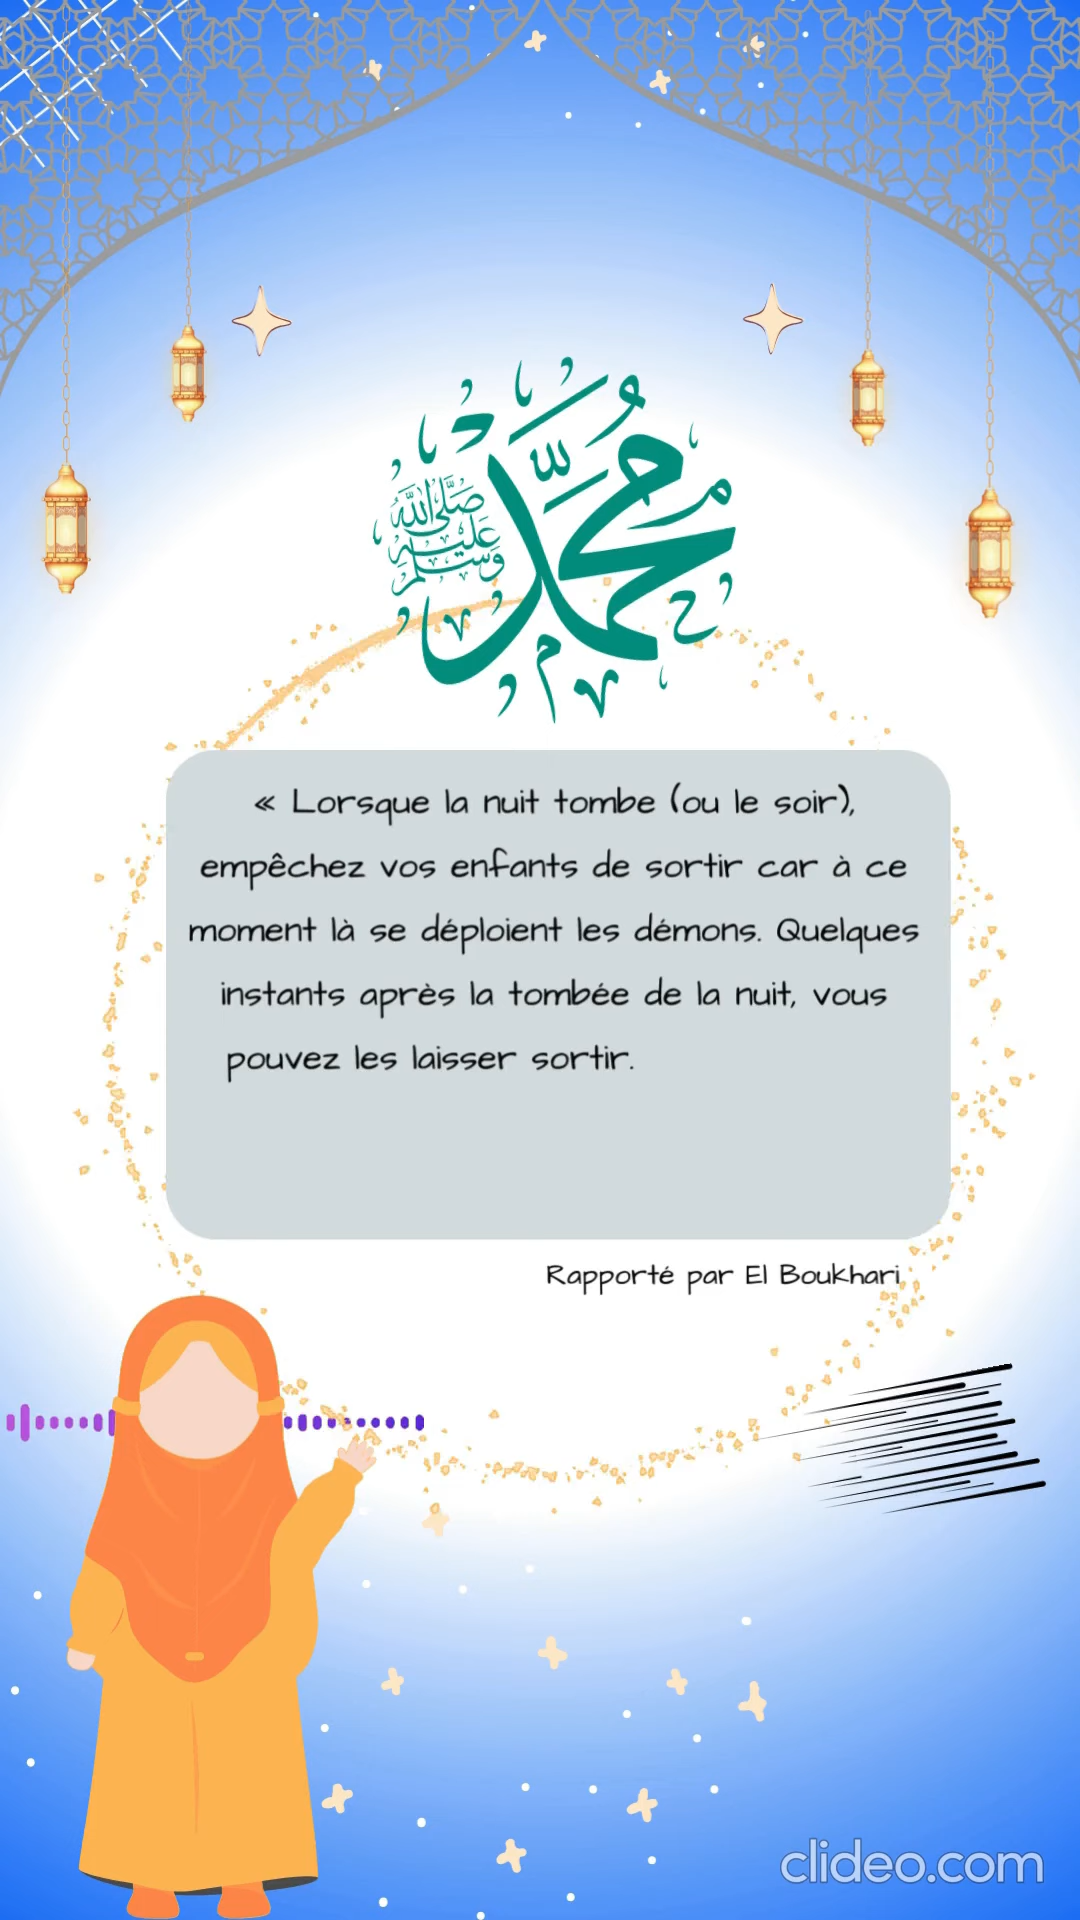 محمد
صلى الله
عليه
وسلم
« Lorsque la nuit tombe (ou le soir),
empêchez vos enfants de sortir car à ce
moment là se déploient les démons. Quelques
instants après la tombée de la nuit, vous
pouvez les laisser sortir.
Rapporté par El Boukhari
clideo.com